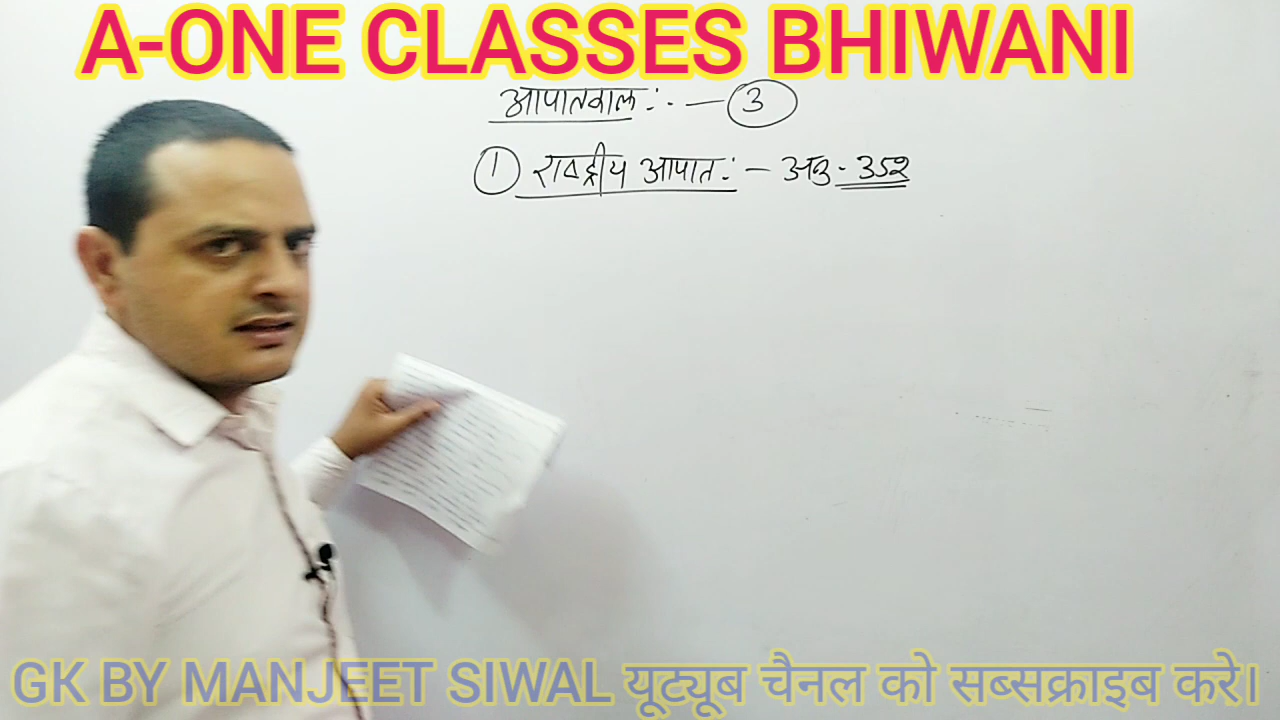 A-ONE CLASSES BHIWANI
आपातकाल :- — 3
1 राष्ट्रीय आपात :- — अनु - 352
GK BY MANJEET SIWAL यूट्यूब चैनल को सब्सक्राइब करे।